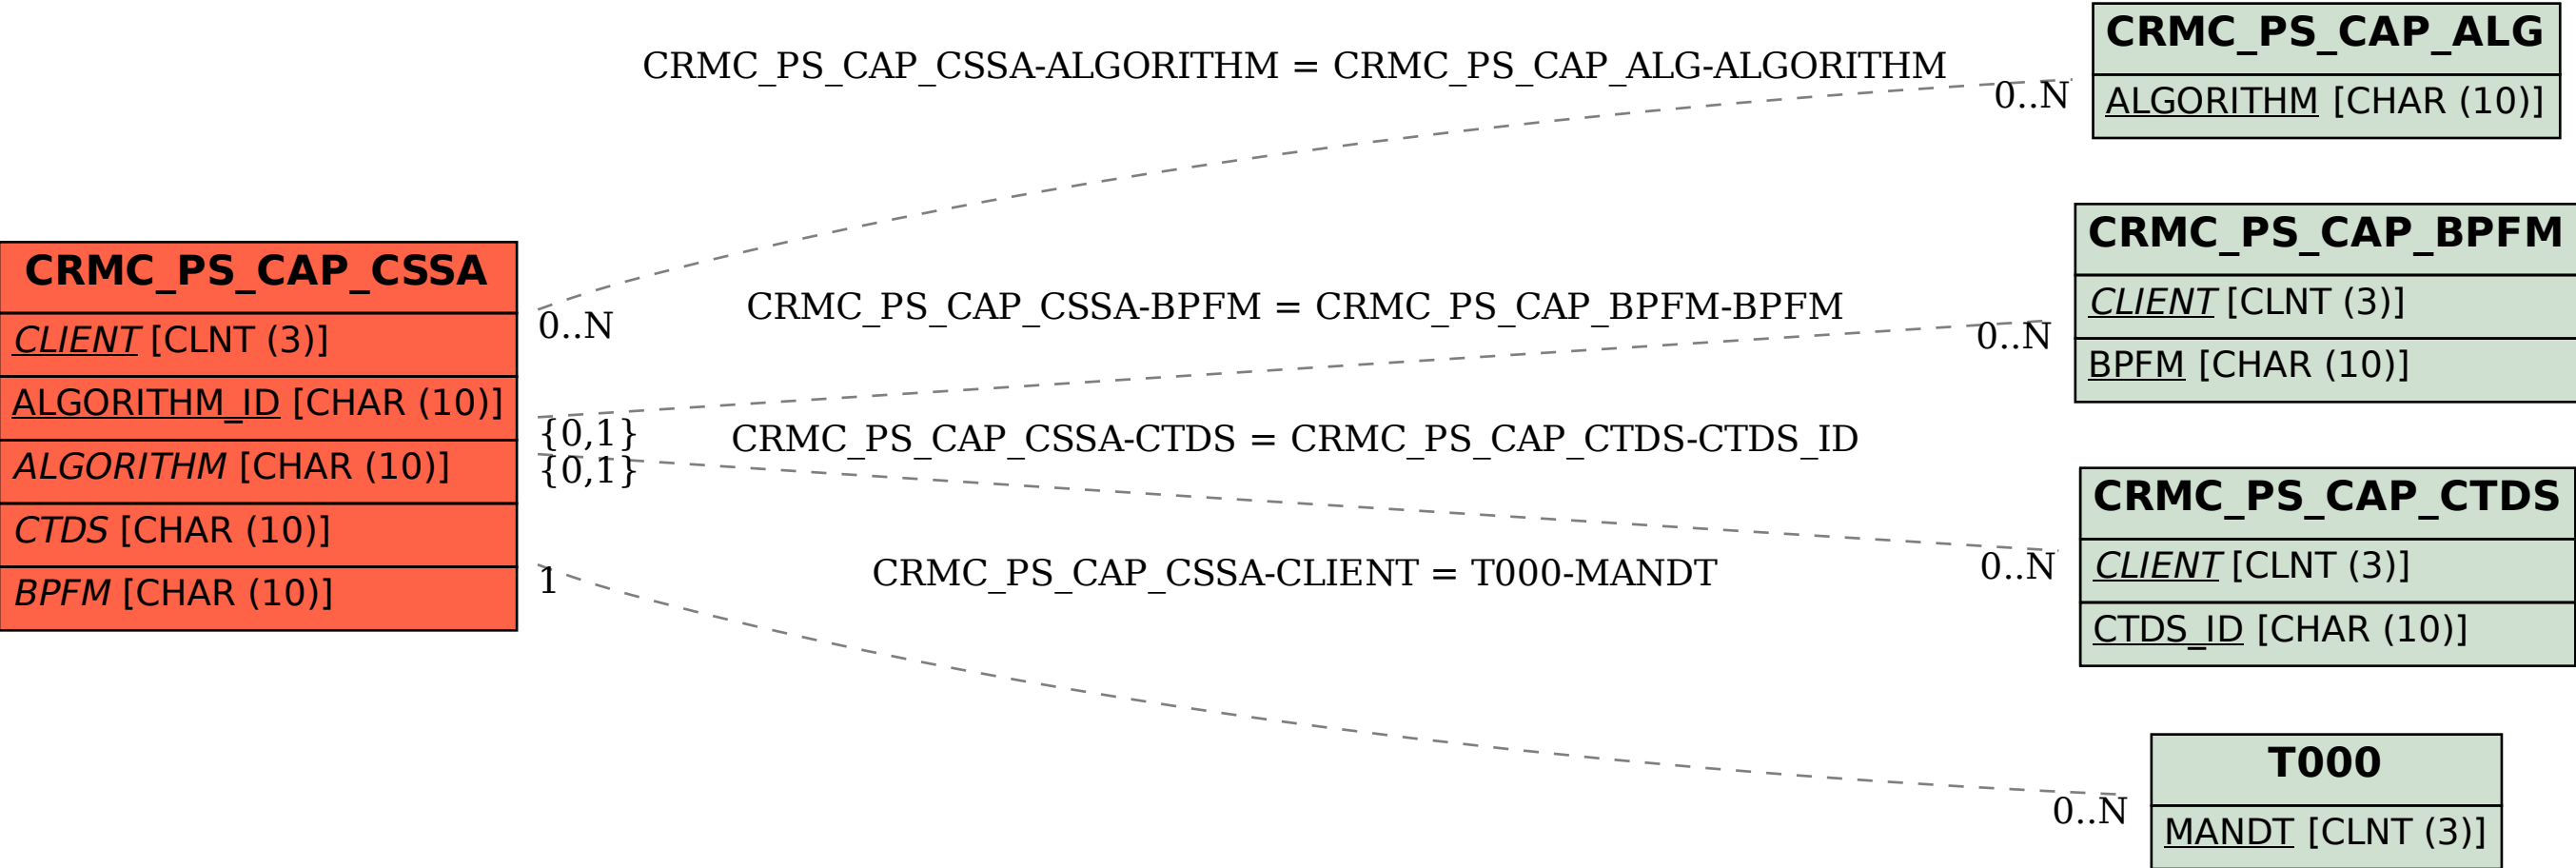 CRMC_PS_CAP_CSSA
CLIENT [CLNT (3)]
ALGORITHM_ID [CHAR (10)]
ALGORITHM [CHAR (10)]
CTDS [CHAR (10)]
BPFM [CHAR (10)]
CRMC_PS_CAP_CSSA-ALGORITHM = CRMC_PS_CAP_ALG-ALGORITHM
0..N
0..N
CRMC_PS_CAP_CSSA-BPFM = CRMC_PS_CAP_BPFM-BPFM
0..N
{0,1}
CRMC_PS_CAP_CSSA-CTDS = CRMC_PS_CAP_CTDS-CTDS_ID
{0,1}
0..N
CRMC_PS_CAP_CSSA-CLIENT = T000-MANDT
1
0..N
CRMC_PS_CAP_ALG
ALGORITHM [CHAR (10)]
CRMC_PS_CAP_BPFM
CLIENT [CLNT (3)]
BPFM [CHAR (10)]
CRMC_PS_CAP_CTDS
CLIENT [CLNT (3)]
CTDS_ID [CHAR (10)]
T000
MANDT [CLNT (3)]